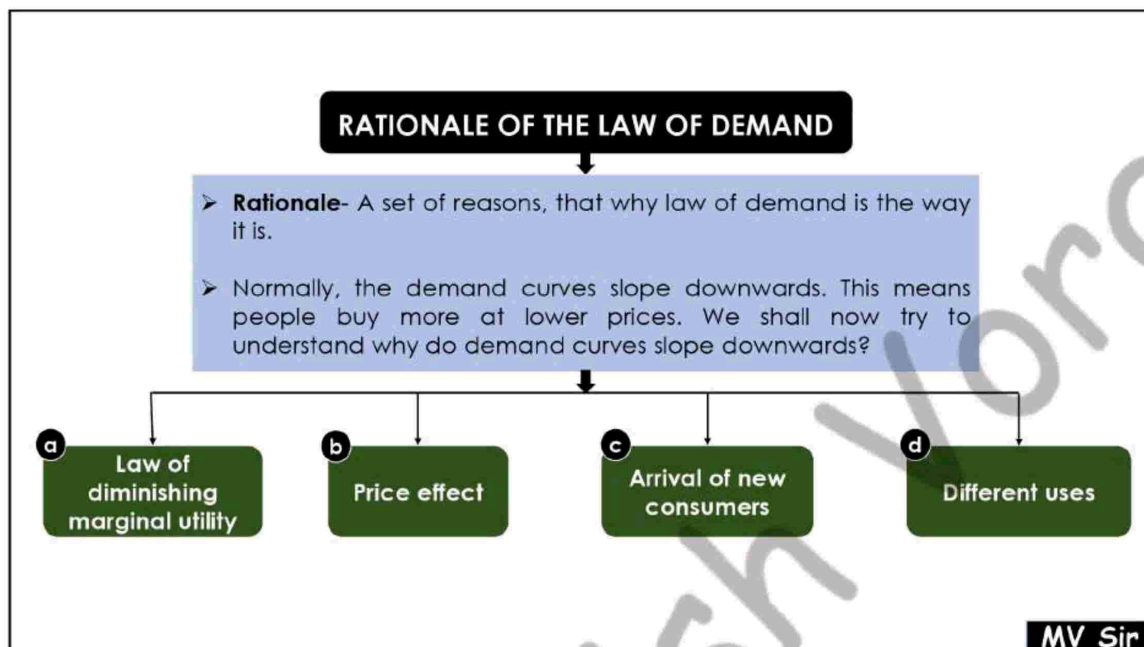 RATIONALE OF THE LAW OF DEMAND
➢ Rationale- A set of reasons, that why law of demand is the way
it is.
➢ Normally, the demand curves slope downwards. This means
people buy more at lower prices. We shall now try to
understand why do demand curves slope downwards?
a
Law of
diminishing
marginal utility
b
Price effect
c
Arrival of new
consumers
d
Different uses
MV Sir